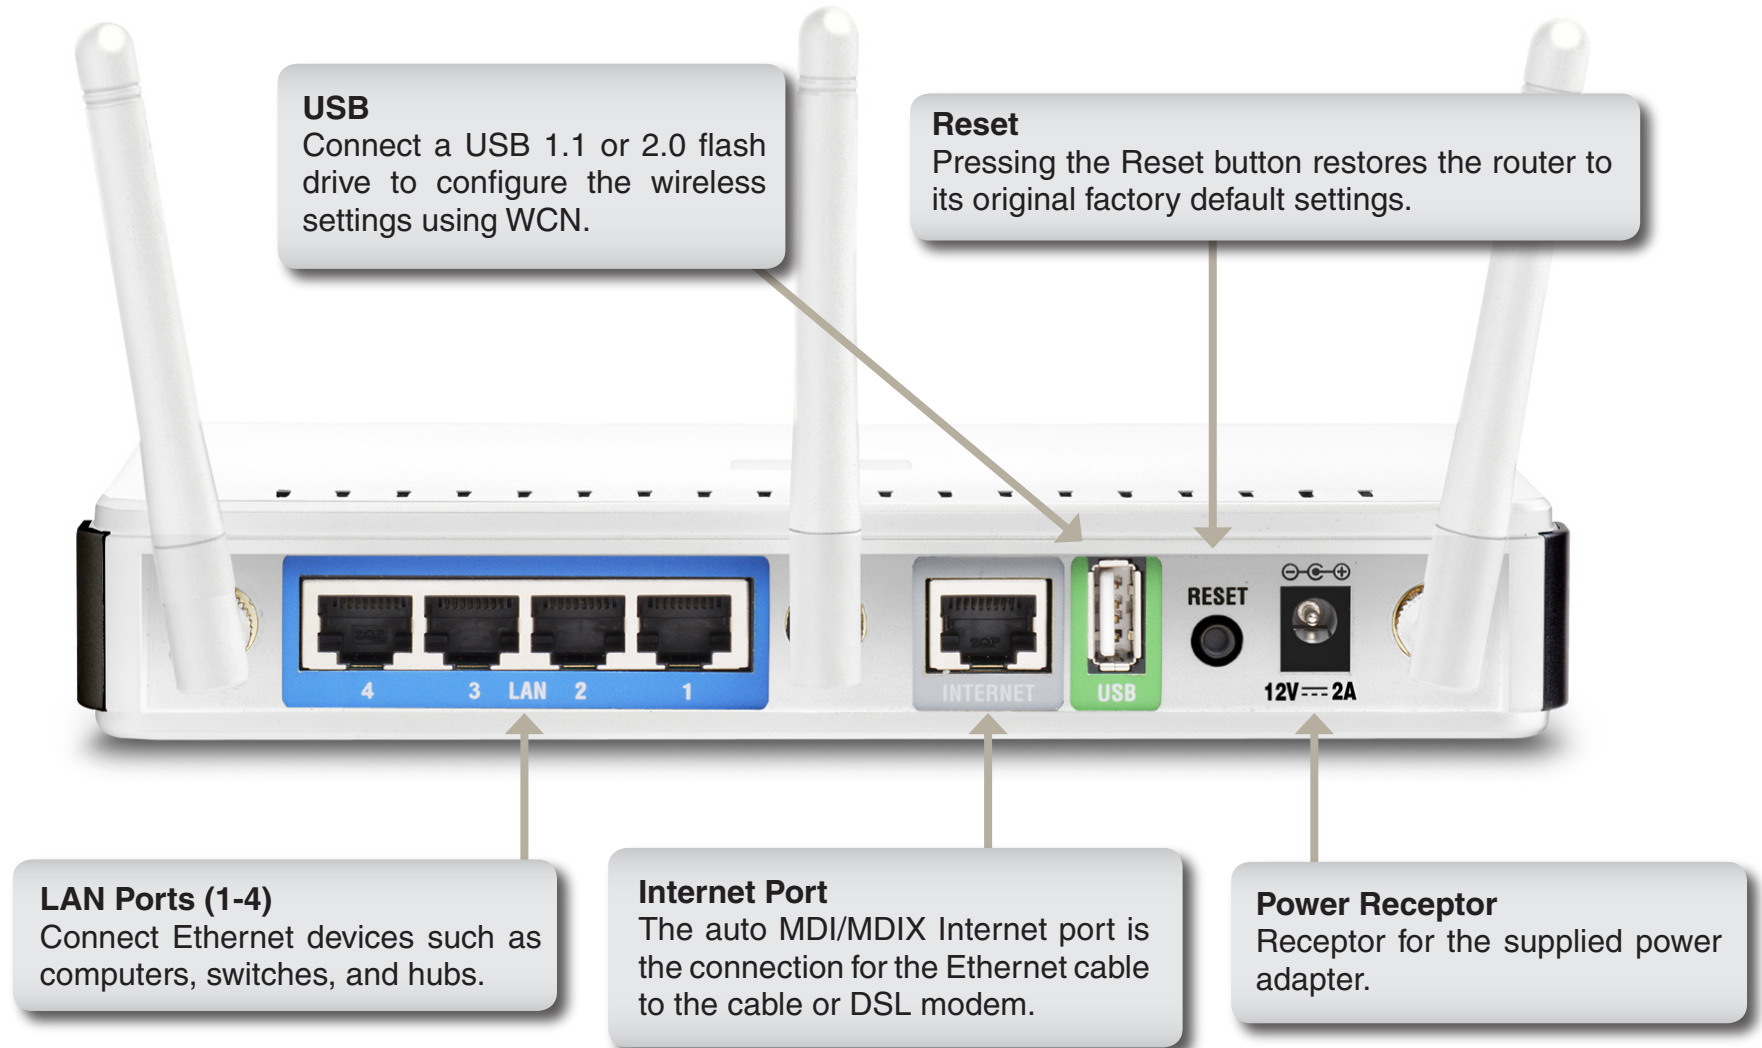 USB
Connect a USB 1.1 or 2.0 flash
drive to configure the wireless
settings using WCN.
Reset
Pressing the Reset button restores the router to
its original factory default settings.
RESET
12V 2A
4 3 LAN 2 1
INTERNET
USB
LAN Ports (1-4)
Connect Ethernet devices such as
computers, switches, and hubs.
Internet Port
The auto MDI/MDIX Internet port is
the connection for the Ethernet cable
to the cable or DSL modem.
Power Receptor
Receptor for the supplied power
adapter.